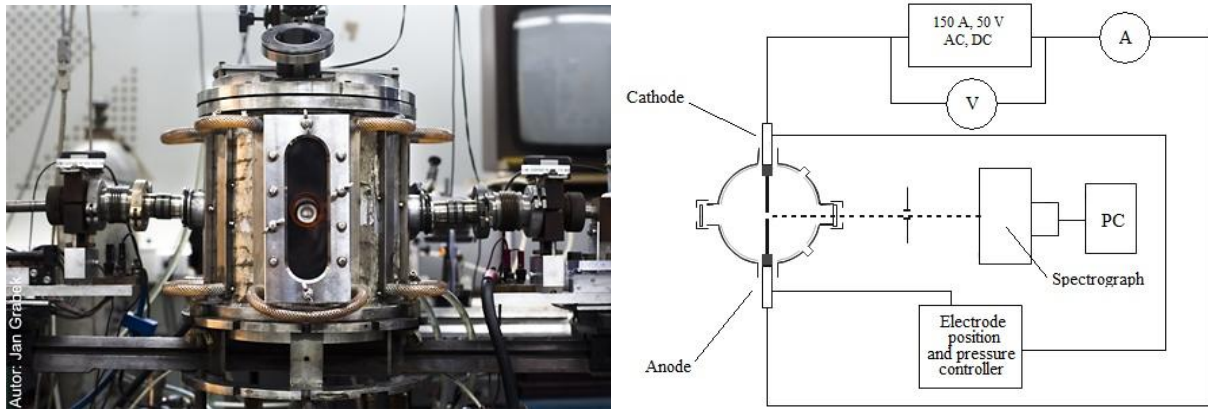 Autor: Jan Grabek
150 A, 50 V
AC, DC
A
V
Cathode
PC
Spectrograph
Electrode
position
and pressure
controller
Anode